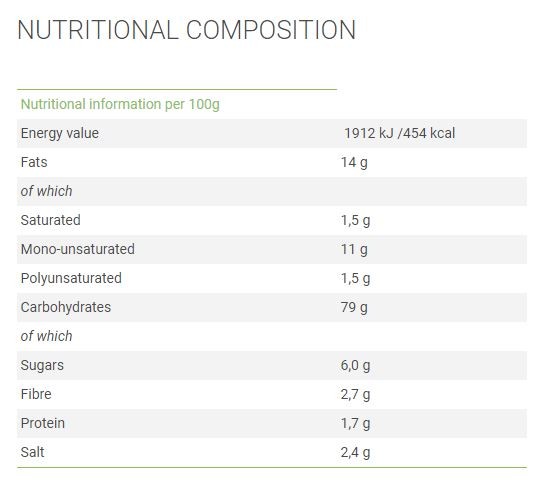 NUTRITIONAL COMPOSITION
Nutritional information per 100g
Energy value 1912 kJ /454 kcal
Fats 14 g
of which
Saturated 1,5 g
Mono-unsaturated 11 g
Polyunsaturated 1,5 g
Carbohydrates 79 g
of which
Sugars 6,0 g
Fibre 2,7 g
Protein 1,7 g
Salt 2,4 g